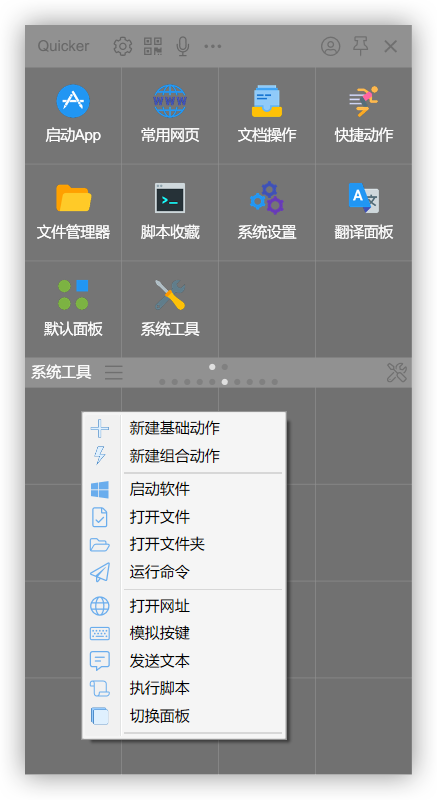 Quicker
启动App
常用网页
文档操作
快捷动作
文件管理器
脚本收藏
系统设置
翻译面板
默认面板
系统工具
系统工具
新建基础动作
新建组合动作
启动软件
打开文件
打开文件夹
运行命令
打开网址
模拟按键
发送文本
执行脚本
切换面板